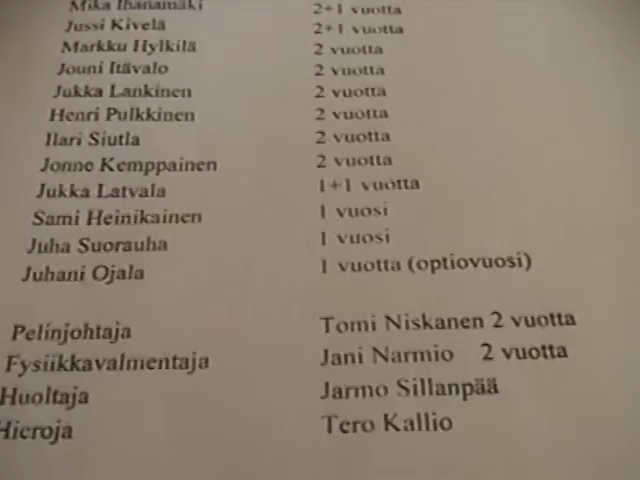 Mika Ihanamäki 2+1 vuotta
Jussi Kivelä 2+1 vuotta
Markku Hylkilä 2 vuotta
Jouni Itävalo 2 vuotta
Jukka Lankinen 2 vuotta
Henri Pulkkinen 2 vuotta
Ilari Siutla 2 vuotta
Jonne Kemppainen 2 vuotta
Jukka Latvala 1+1 vuotta
Sami Heinikainen 1 vuosi
Juha Suorauha 1 vuosi
Juhani Ojala 1 vuotta (optiovuosi)
Pelinjohtaja Tomi Niskanen 2 vuotta
Fysiikkavalmentaja Jani Narmio 2 vuotta
Huoltaja Jarmo Sillanpää
Hieroja Tero Kallio